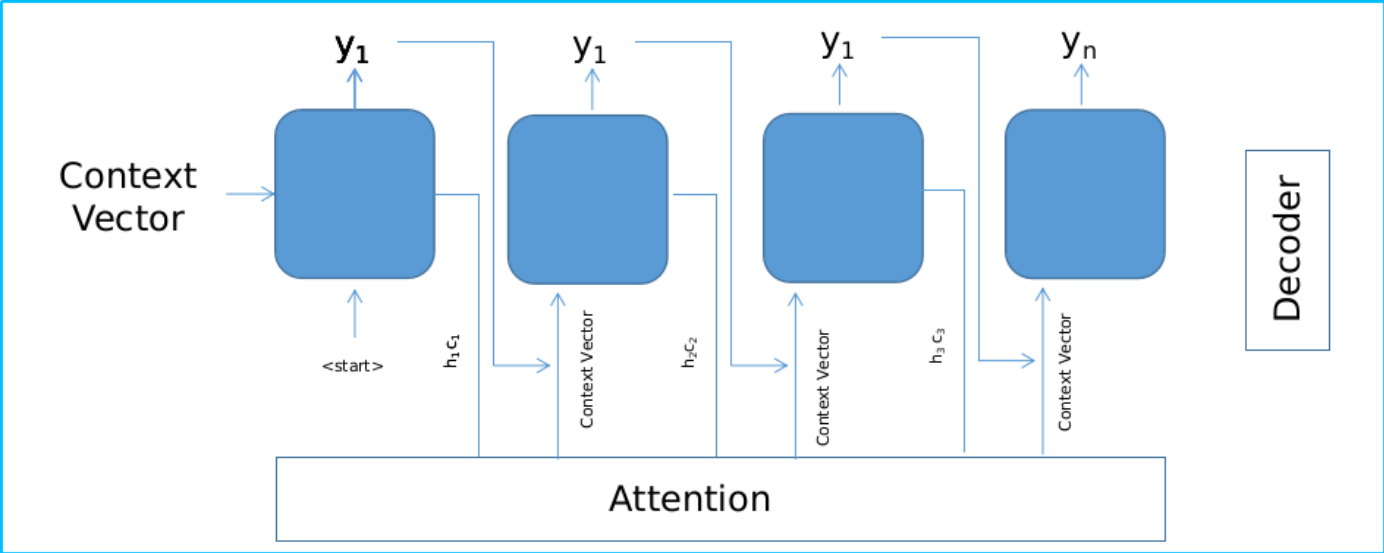 y₁
y₁
y₁
yₙ
Context
Vector
<start>
h₁c₁
Context Vector
h₂c₂
Context Vector
h₃ c₃
Context Vector
Decoder
Attention